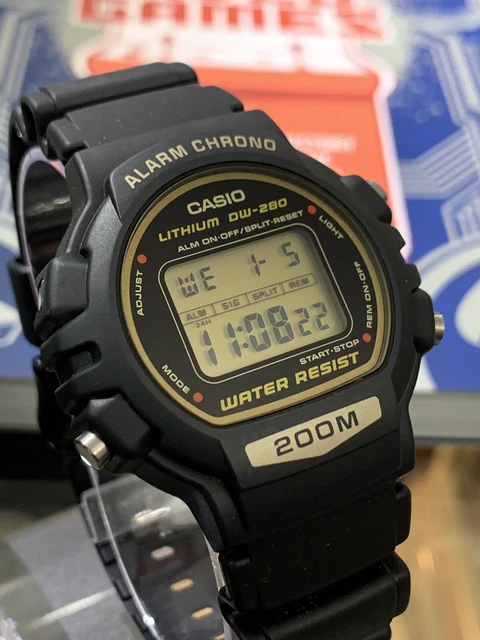 ALARM CHRONO
CASIO
LITHIUM DW-280
ALM ON·OFF/SPLIT·RESET
LIGHT
ADJUST
WE 1-5
ALM SIG SPLIT REM
24H
11:08 22
REM ON·OFF
MODE
START·STOP
WATER RESIST
200M